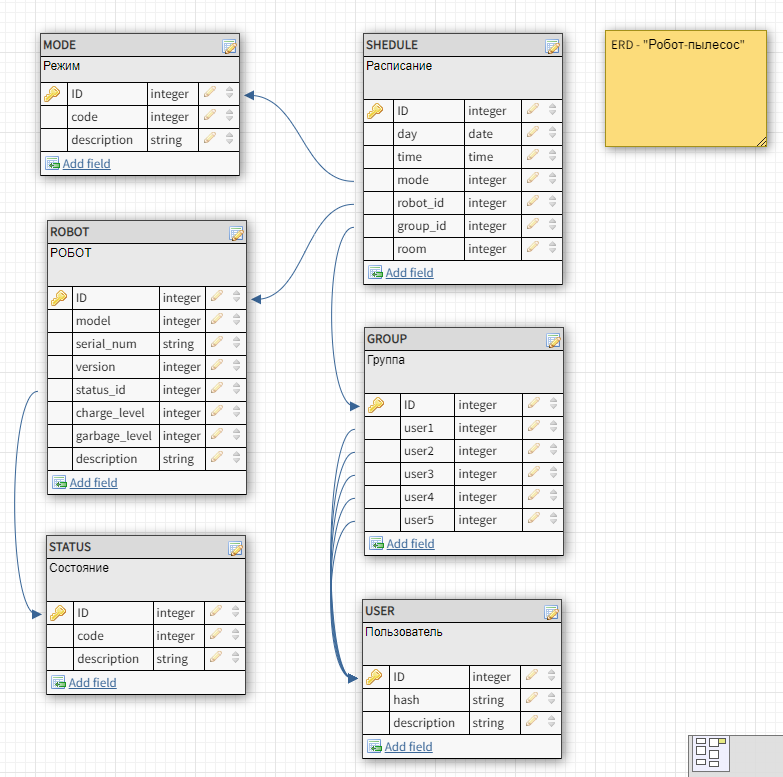 MODE
Режим
ID integer
code integer
description string
Add field
SHEDULE
Расписание
ID integer
day date
time time
mode integer
robot_id integer
group_id integer
room integer
Add field
ERD - "Робот-пылесос"
ROBOT
РОБОТ
ID integer
model integer
serial_num string
version integer
status_id integer
charge_level integer
garbage_level integer
description string
Add field
GROUP
Группа
ID integer
user1 integer
user2 integer
user3 integer
user4 integer
user5 integer
Add field
STATUS
Состояние
ID integer
code integer
description string
Add field
USER
Пользователь
ID integer
hash string
description string
Add field